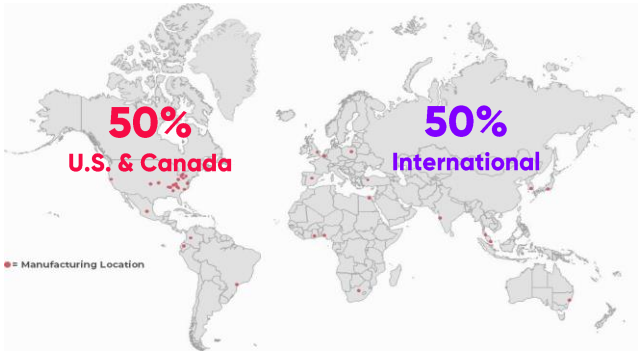 50%
U.S. & Canada
50%
International
= Manufacturing Location